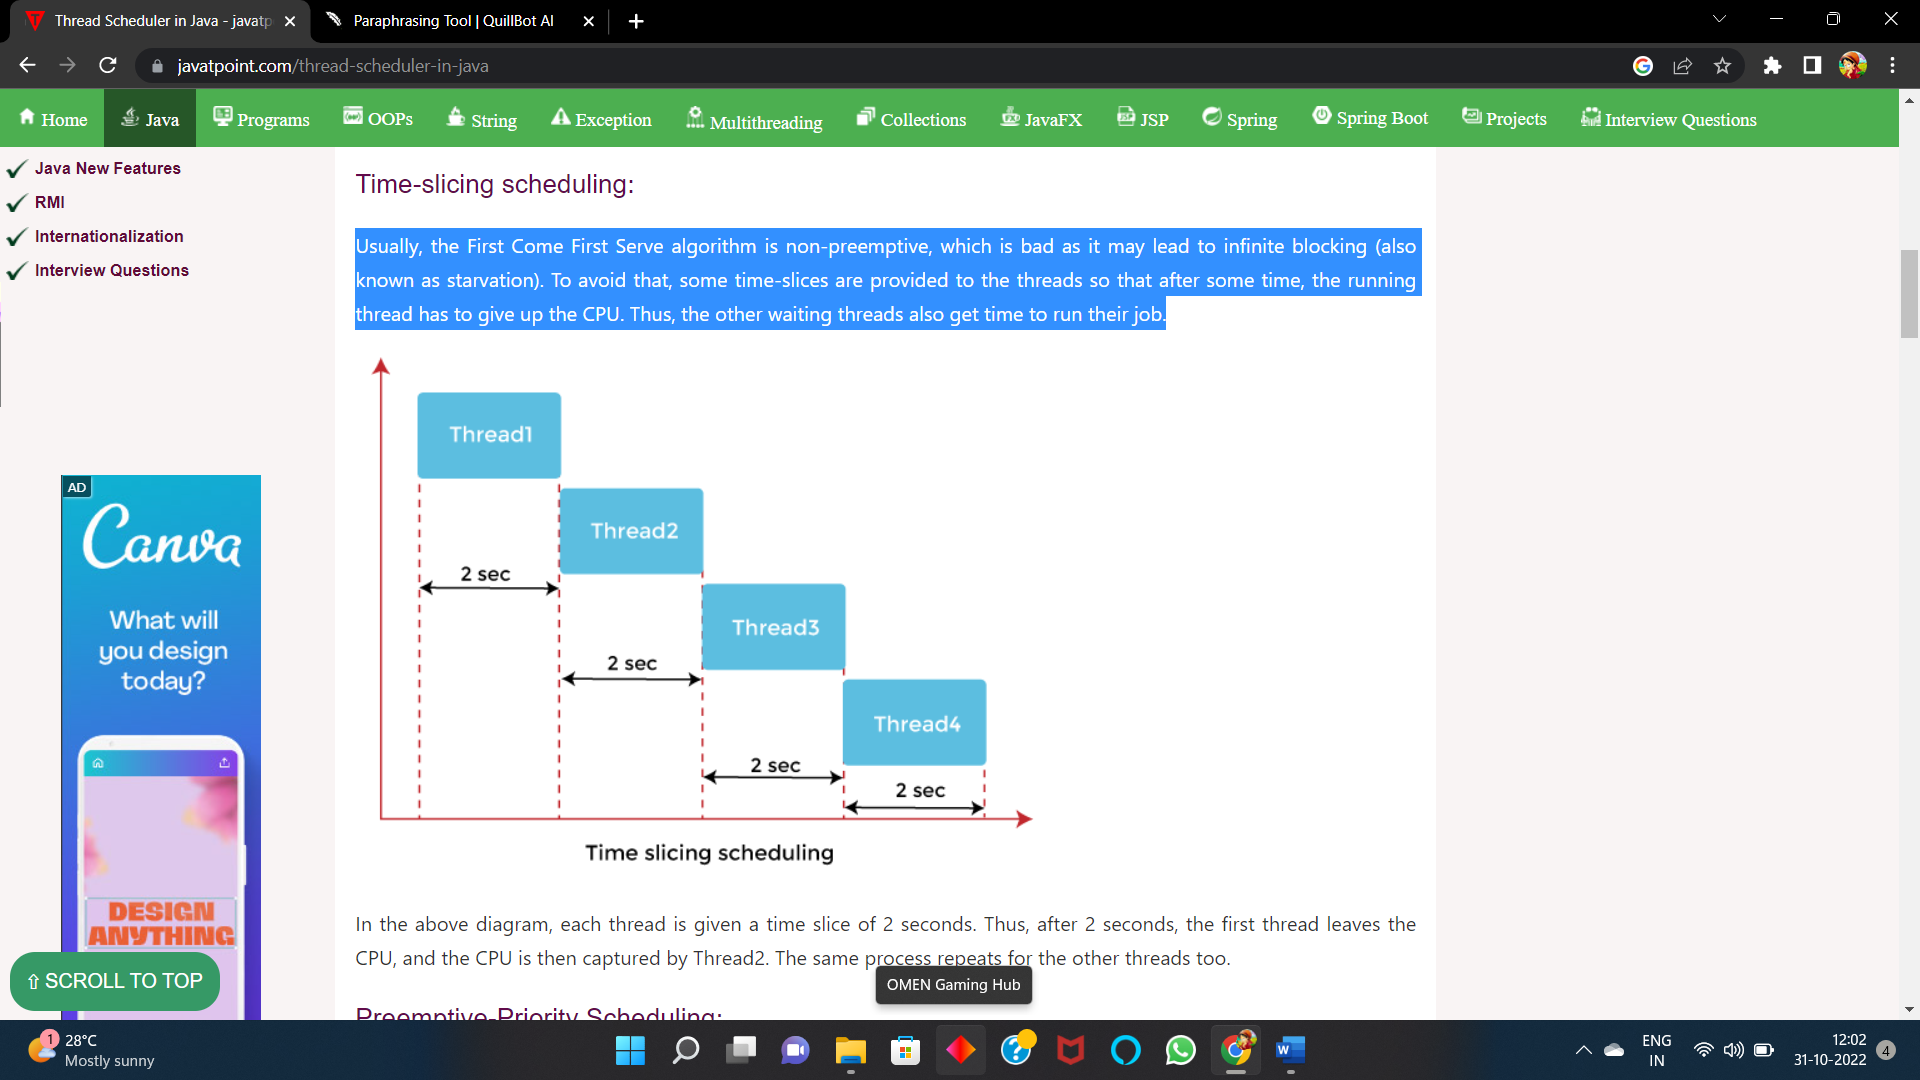 Thread Scheduler in Java - javatp
Paraphrasing Tool | QuillBot AI
javatpoint.com/thread-scheduler-in-java
Home Java Programs OOPs String Exception Multithreading Collections JavaFX JSP Spring Spring Boot Projects Interview Questions
Java New Features
RMI
Internationalization
Interview Questions
Time-slicing scheduling:
Usually, the First Come First Serve algorithm is non-preemptive, which is bad as it may lead to infinite blocking (also
known as starvation). To avoid that, some time-slices are provided to the threads so that after some time, the running
thread has to give up the CPU. Thus, the other waiting threads also get time to run their job.
Thread1
Thread2
2 sec
Thread3
2 sec
Thread4
2 sec
2 sec
Time slicing scheduling
In the above diagram, each thread is given a time slice of 2 seconds. Thus, after 2 seconds, the first thread leaves the
CPU, and the CPU is then captured by Thread2. The same process repeats for the other threads too.
Preemptive-Priority Scheduling:
AD
Canva
What will
you design
today?
DESIGN
ANYTHING
⇧ SCROLL TO TOP
OMEN Gaming Hub
1
28°C
Mostly sunny
ENG
IN
12:02
31-10-2022
4